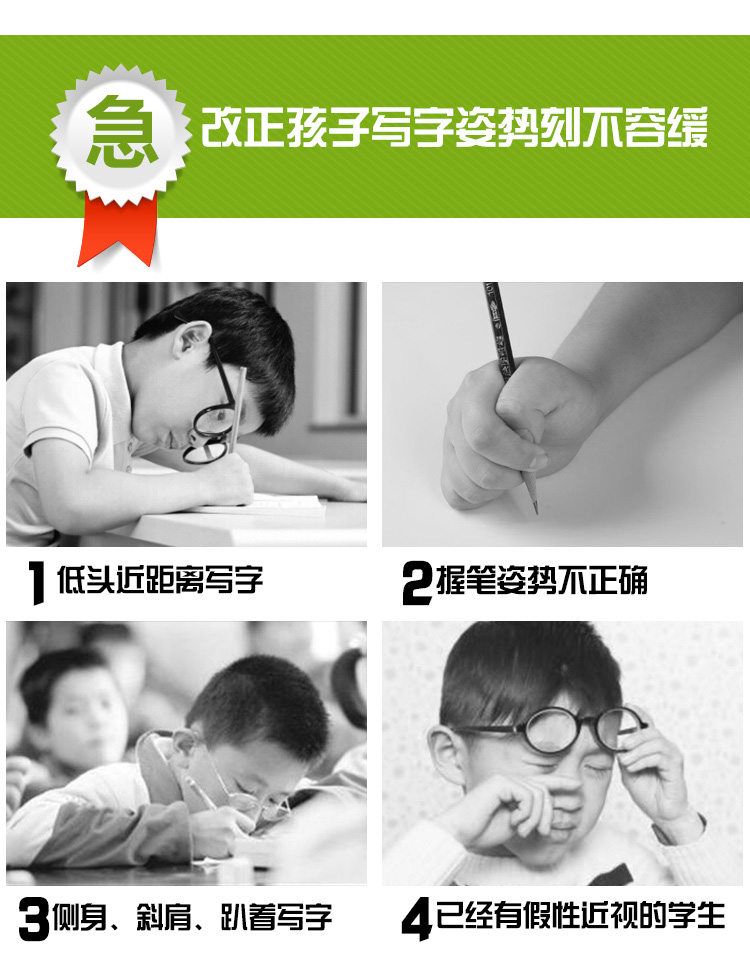 急
改正孩子写字姿势刻不容缓
1 低头近距离写字
2 握笔姿势不正确
3 侧身、斜肩、趴着写字
4 已经有假性近视的学生